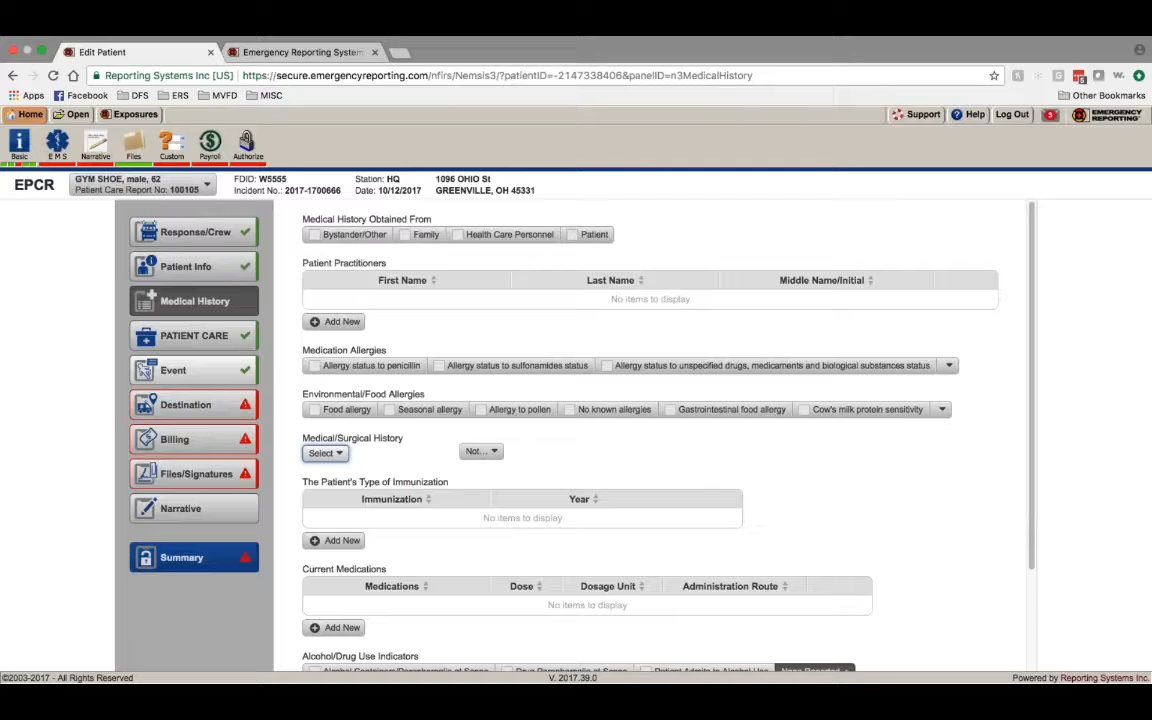 Edit Patient
Emergency Reporting System
Reporting Systems Inc [US]
https://secure.emergencyreporting.com/nfirs/Nemsis3/?patientID=-2147338406&panelID=n3MedicalHistory
Apps Facebook DFS ERS MVFD MISC Other Bookmarks
Home Open Exposures Support Help Log Out EMERGENCY REPORTING
Basic EMS Narrative Files Custom Payroll Authorize
EPCR
GYM SHOE, male, 62
Patient Care Report No: 100105
FDID: W5555
Incident No.: 2017-1700666
Station: HQ
Date: 10/12/2017
1096 OHIO St
GREENVILLE, OH 45331
Response/Crew
Patient Info
Medical History
PATIENT CARE
Event
Destination
Billing
Files/Signatures
Narrative
Summary
Medical History Obtained From
Bystander/Other Family Health Care Personnel Patient
Patient Practitioners
First Name Last Name Middle Name/Initial
No items to display
Add New
Medication Allergies
Allergy status to penicillin Allergy status to sulfonamides status Allergy status to unspecified drugs, medicaments and biological substances status
Environmental/Food Allergies
Food allergy Seasonal allergy Allergy to pollen No known allergies Gastrointestinal food allergy Cow's milk protein sensitivity
Medical/Surgical History
Select Not...
The Patient's Type of Immunization
Immunization Year
No items to display
Add New
Current Medications
Medications Dose Dosage Unit Administration Route
No items to display
Add New
Alcohol/Drug Use Indicators
©2003-2017 - All Rights Reserved V. 2017.39.0 Powered by Reporting Systems Inc.